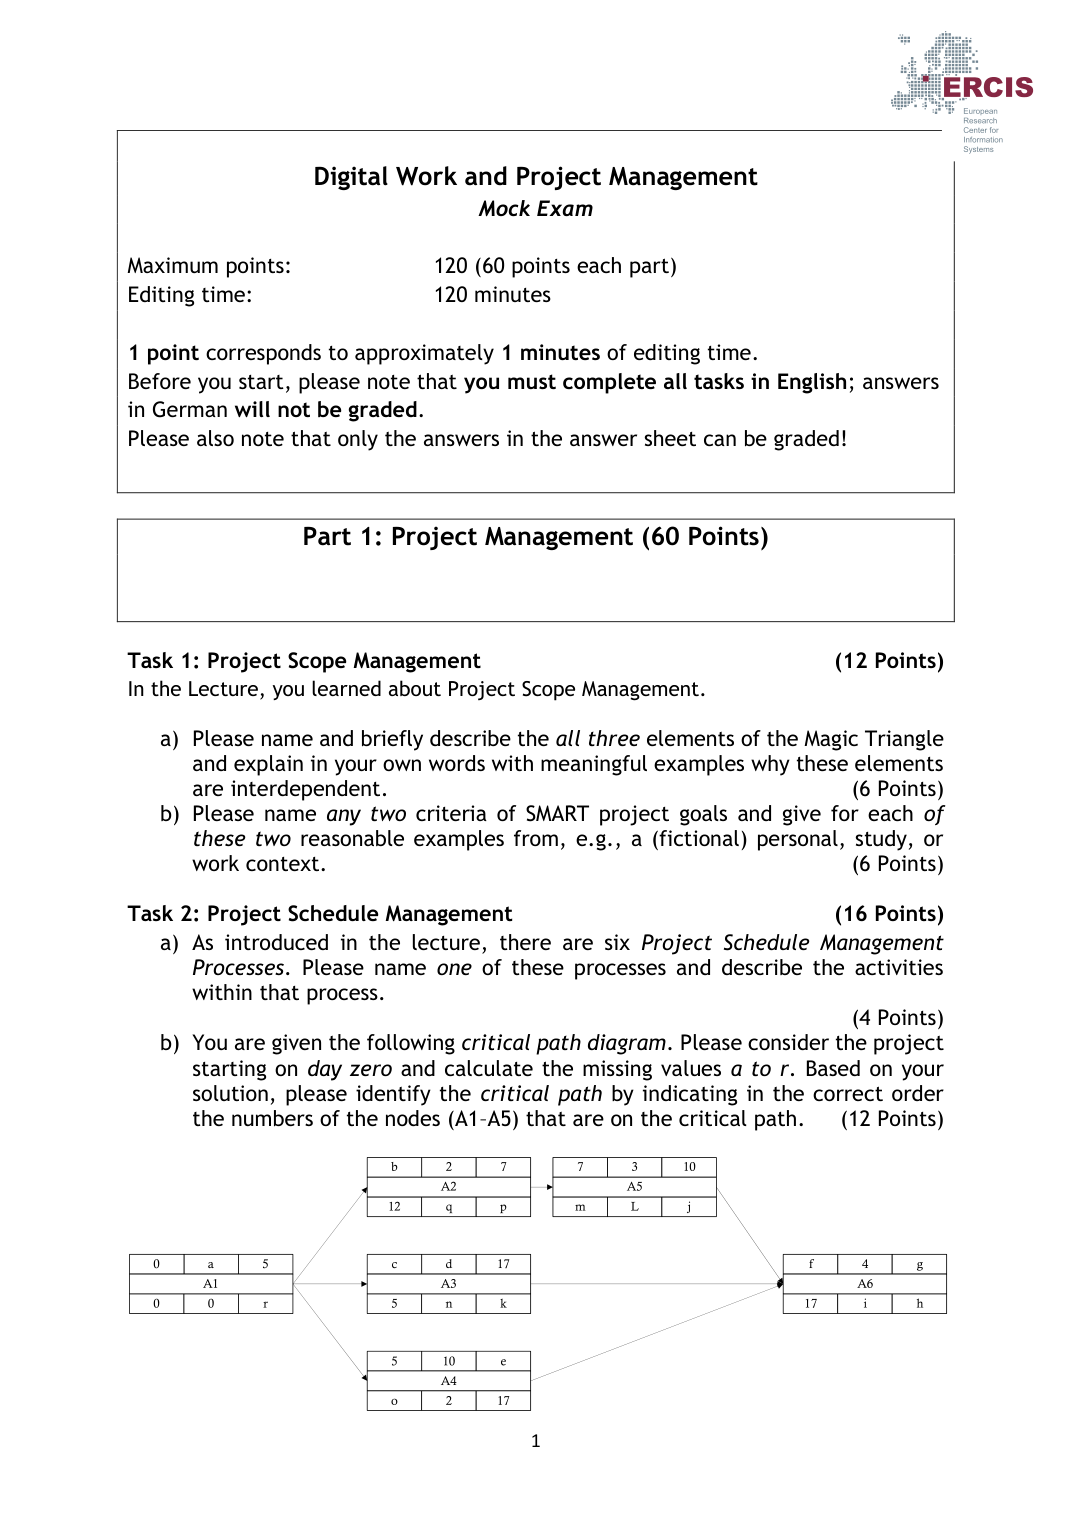 ERCIS
European
Research
Center for
Information
Systems
Digital Work and Project Management
Mock Exam
Maximum points: 120 (60 points each part)
Editing time: 120 minutes
1 point corresponds to approximately 1 minutes of editing time.
Before you start, please note that you must complete all tasks in English; answers
in German will not be graded.
Please also note that only the answers in the answer sheet can be graded!
Part 1: Project Management (60 Points)
Task 1: Project Scope Management (12 Points)
In the Lecture, you learned about Project Scope Management.
a) Please name and briefly describe the all three elements of the Magic Triangle
and explain in your own words with meaningful examples why these elements
are interdependent. (6 Points)
b) Please name any two criteria of SMART project goals and give for each of
these two reasonable examples from, e.g., a (fictional) personal, study, or
work context. (6 Points)
Task 2: Project Schedule Management (16 Points)
a) As introduced in the lecture, there are six Project Schedule Management
Processes. Please name one of these processes and describe the activities
within that process.
(4 Points)
b) You are given the following critical path diagram. Please consider the project
starting on day zero and calculate the missing values a to r. Based on your
solution, please identify the critical path by indicating in the correct order
the numbers of the nodes (A1–A5) that are on the critical path. (12 Points)
b 2 7
A2
12 q p
7 3 10
A5
m L j
0 a 5
A1
0 0 r
c d 17
A3
5 n k
f 4 g
A6
17 i h
5 10 e
A4
o 2 17
1